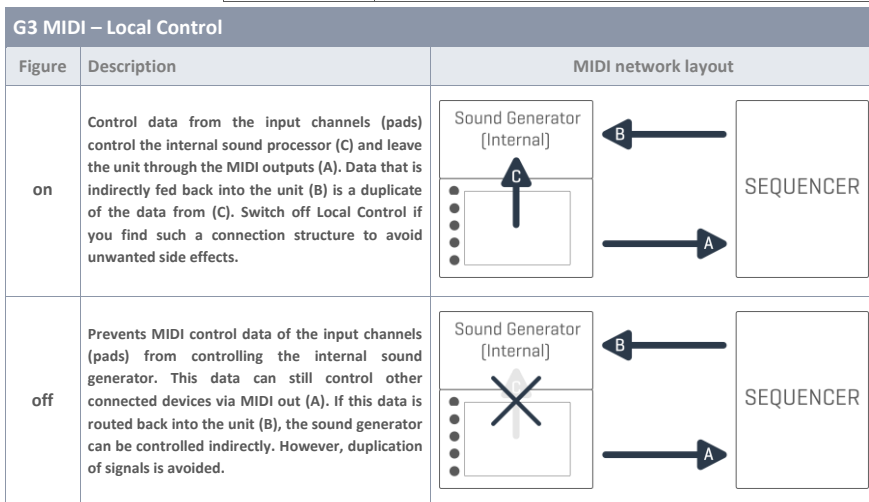 G3 MIDI – Local Control
Figure Description MIDI network layout
on
Control data from the input channels (pads)
control the internal sound processor (C) and leave
the unit through the MIDI outputs (A). Data that is
indirectly fed back into the unit (B) is a duplicate
of the data from (C). Switch off Local Control if
you find such a connection structure to avoid
unwanted side effects.
Sound Generator
(Internal)
B
C
A
SEQUENCER
off
Prevents MIDI control data of the input channels
(pads) from controlling the internal sound
generator. This data can still control other
connected devices via MIDI out (A). If this data is
routed back into the unit (B), the sound generator
can be controlled indirectly. However, duplication
of signals is avoided.
Sound Generator
(Internal)
B
C
A
SEQUENCER